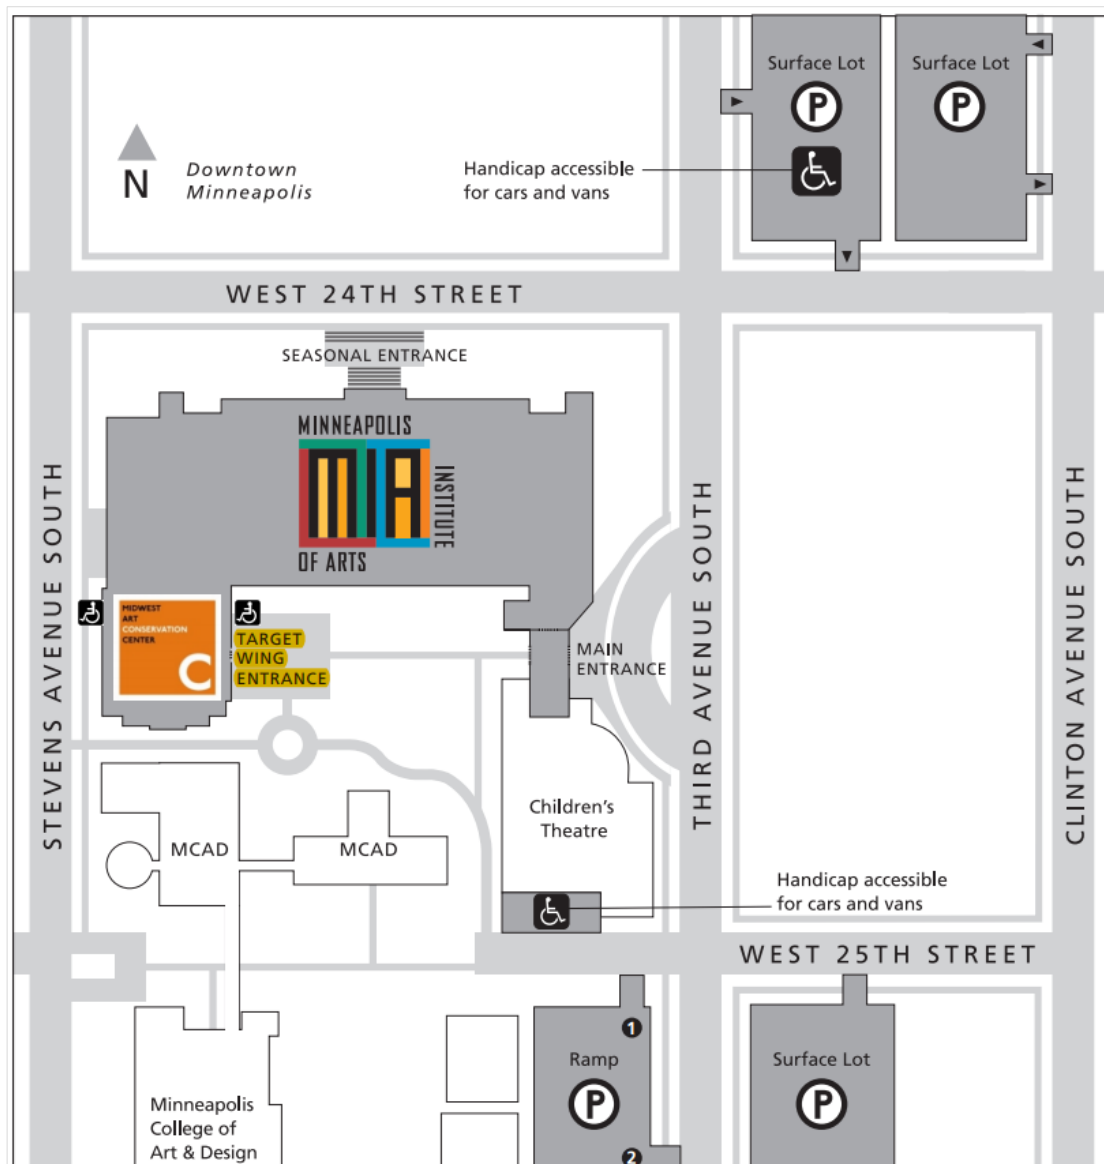 Surface Lot
P
Surface Lot
P
N
Downtown
Minneapolis
Handicap accessible
for cars and vans
WEST 24TH STREET
SEASONAL ENTRANCE
MINNEAPOLIS
MIA
INSTITUTE
OF ARTS
STEVENS AVENUE SOUTH
THIRD AVENUE SOUTH
CLINTON AVENUE SOUTH
MIDWEST
ART
CONSERVATION
CENTER
C
TARGET
WING
ENTRANCE
MAIN
ENTRANCE
Children's
Theatre
MCAD
MCAD
Handicap accessible
for cars and vans
WEST 25TH STREET
1
Ramp
P
2
Surface Lot
P
Minneapolis
College of
Art & Design